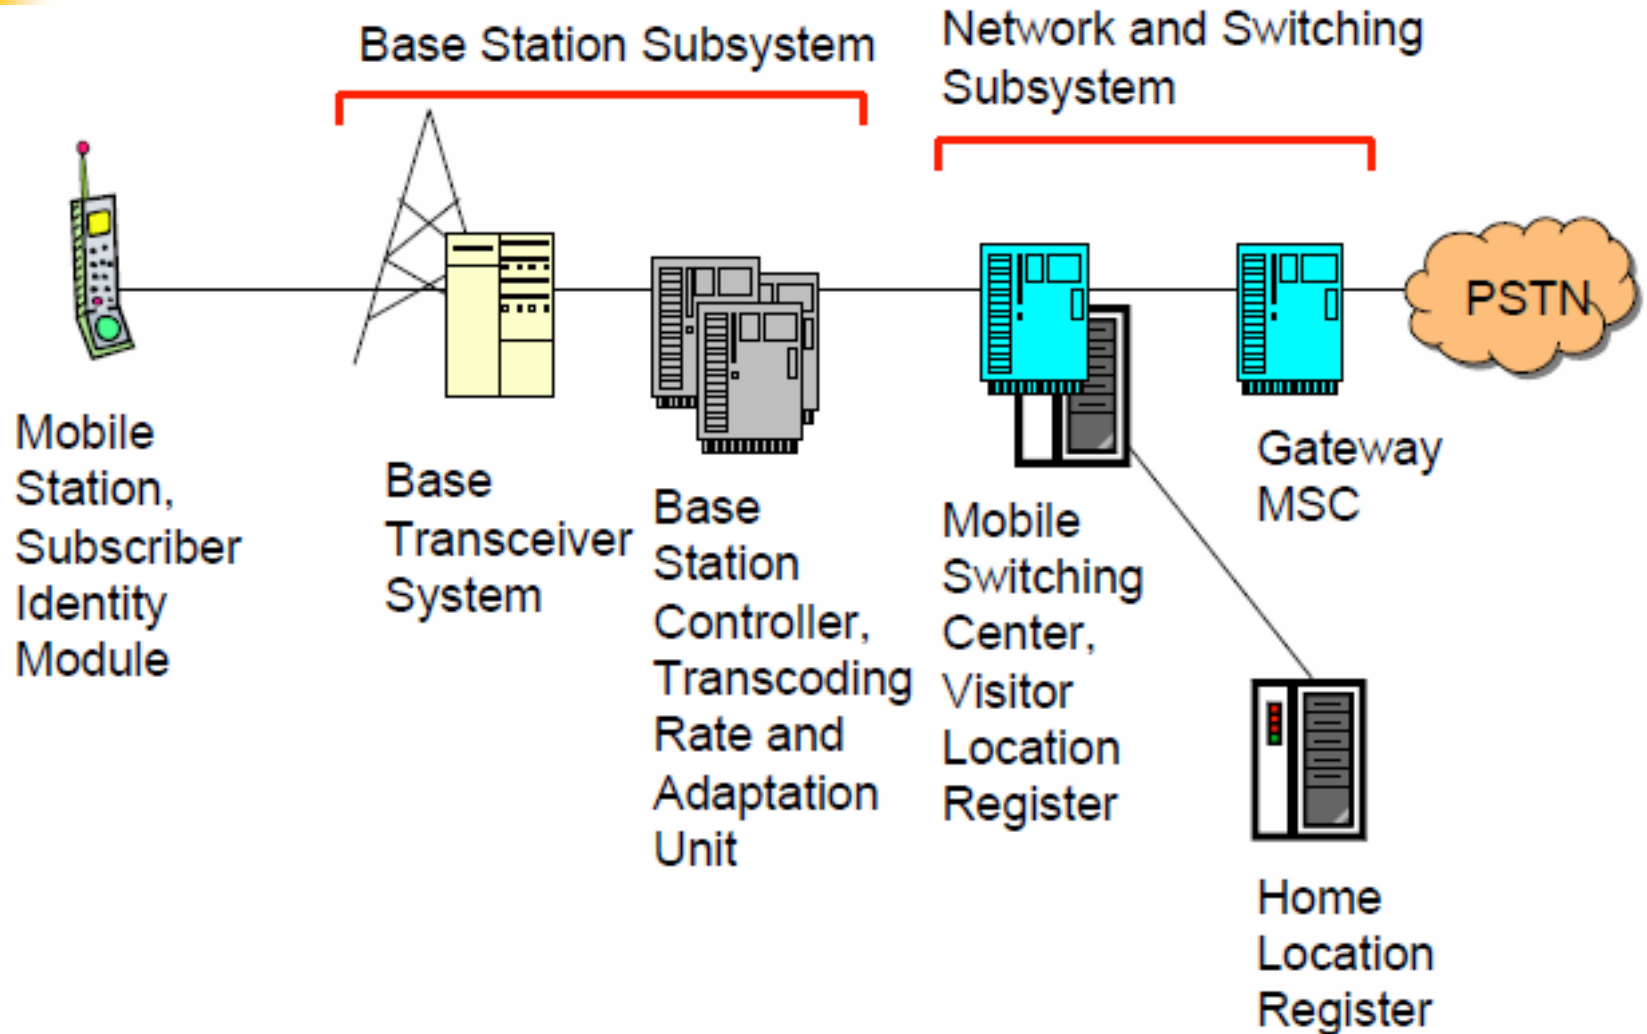 Base Station Subsystem
Network and Switching
Subsystem
PSTN
Mobile
Station,
Subscriber
Identity
Module
Base
Transceiver
System
Base
Station
Controller,
Transcoding
Rate and
Adaptation
Unit
Mobile
Switching
Center,
Visitor
Location
Register
Gateway
MSC
Home
Location
Register